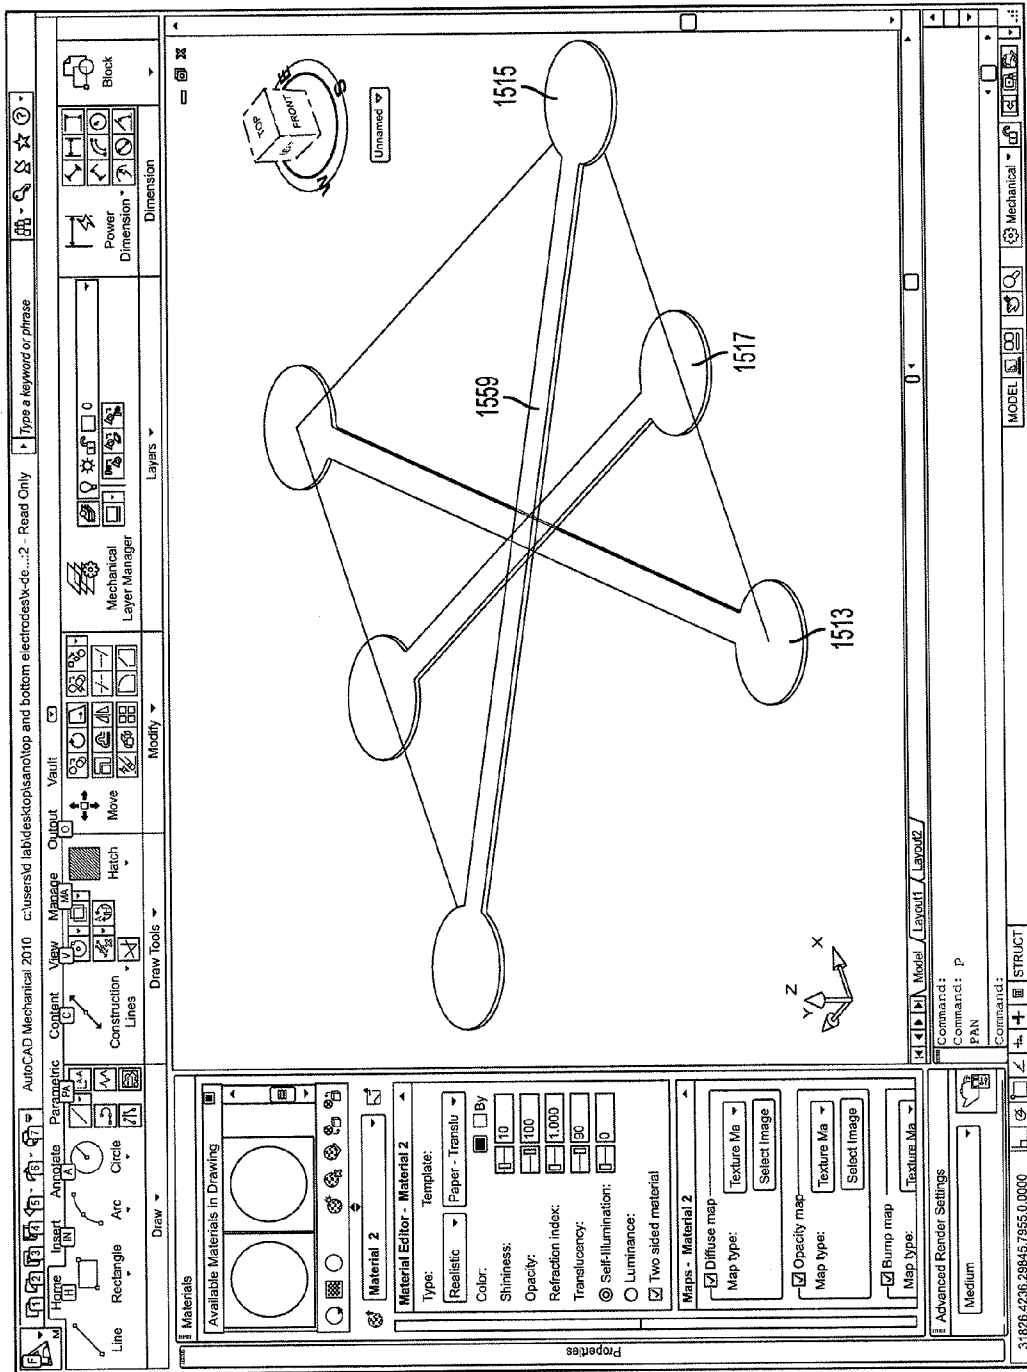 AutoCAD Mechanical 2010 c:\users\d lab\desktop\sano\top and bottom electrodes\x-de...:2 - Read Only
Type a keyword or phrase
Home Insert Annotate Parametric Content View Manage Output Vault
H IN A PA C V MA O
Line
Rectangle
Arc
Circle
Construction
Lines
Hatch
Move
Mechanical
Layer Manager
0
Power
Dimension
Block
Draw
Draw Tools
Modify
Layers
Dimension
Properties
Materials
Available Materials in Drawing
Material 2
Material Editor - Material 2
Type: Template:
Realistic Paper - Translu
Color: By
Shininess: 10
Opacity: 100
Refraction index: 1.000
Translucency: 90
Self-Illumination: 0
Luminance:
Two sided material
Maps - Material 2
Diffuse map
Map type: Texture Ma
Select Image
Opacity map
Map type: Texture Ma
Select Image
Bump map
Map type: Texture Ma
Advanced Render Settings
Medium
TOP
FRONT
W
S
E
Unnamed
1515
1559
1517
1513
Z
Y
X
Model Layout1 Layout2
Command:
Command: P
PAN
Command:
31826.4236,29845.7955,0.0000
STRUCT
MODEL
Mechanical